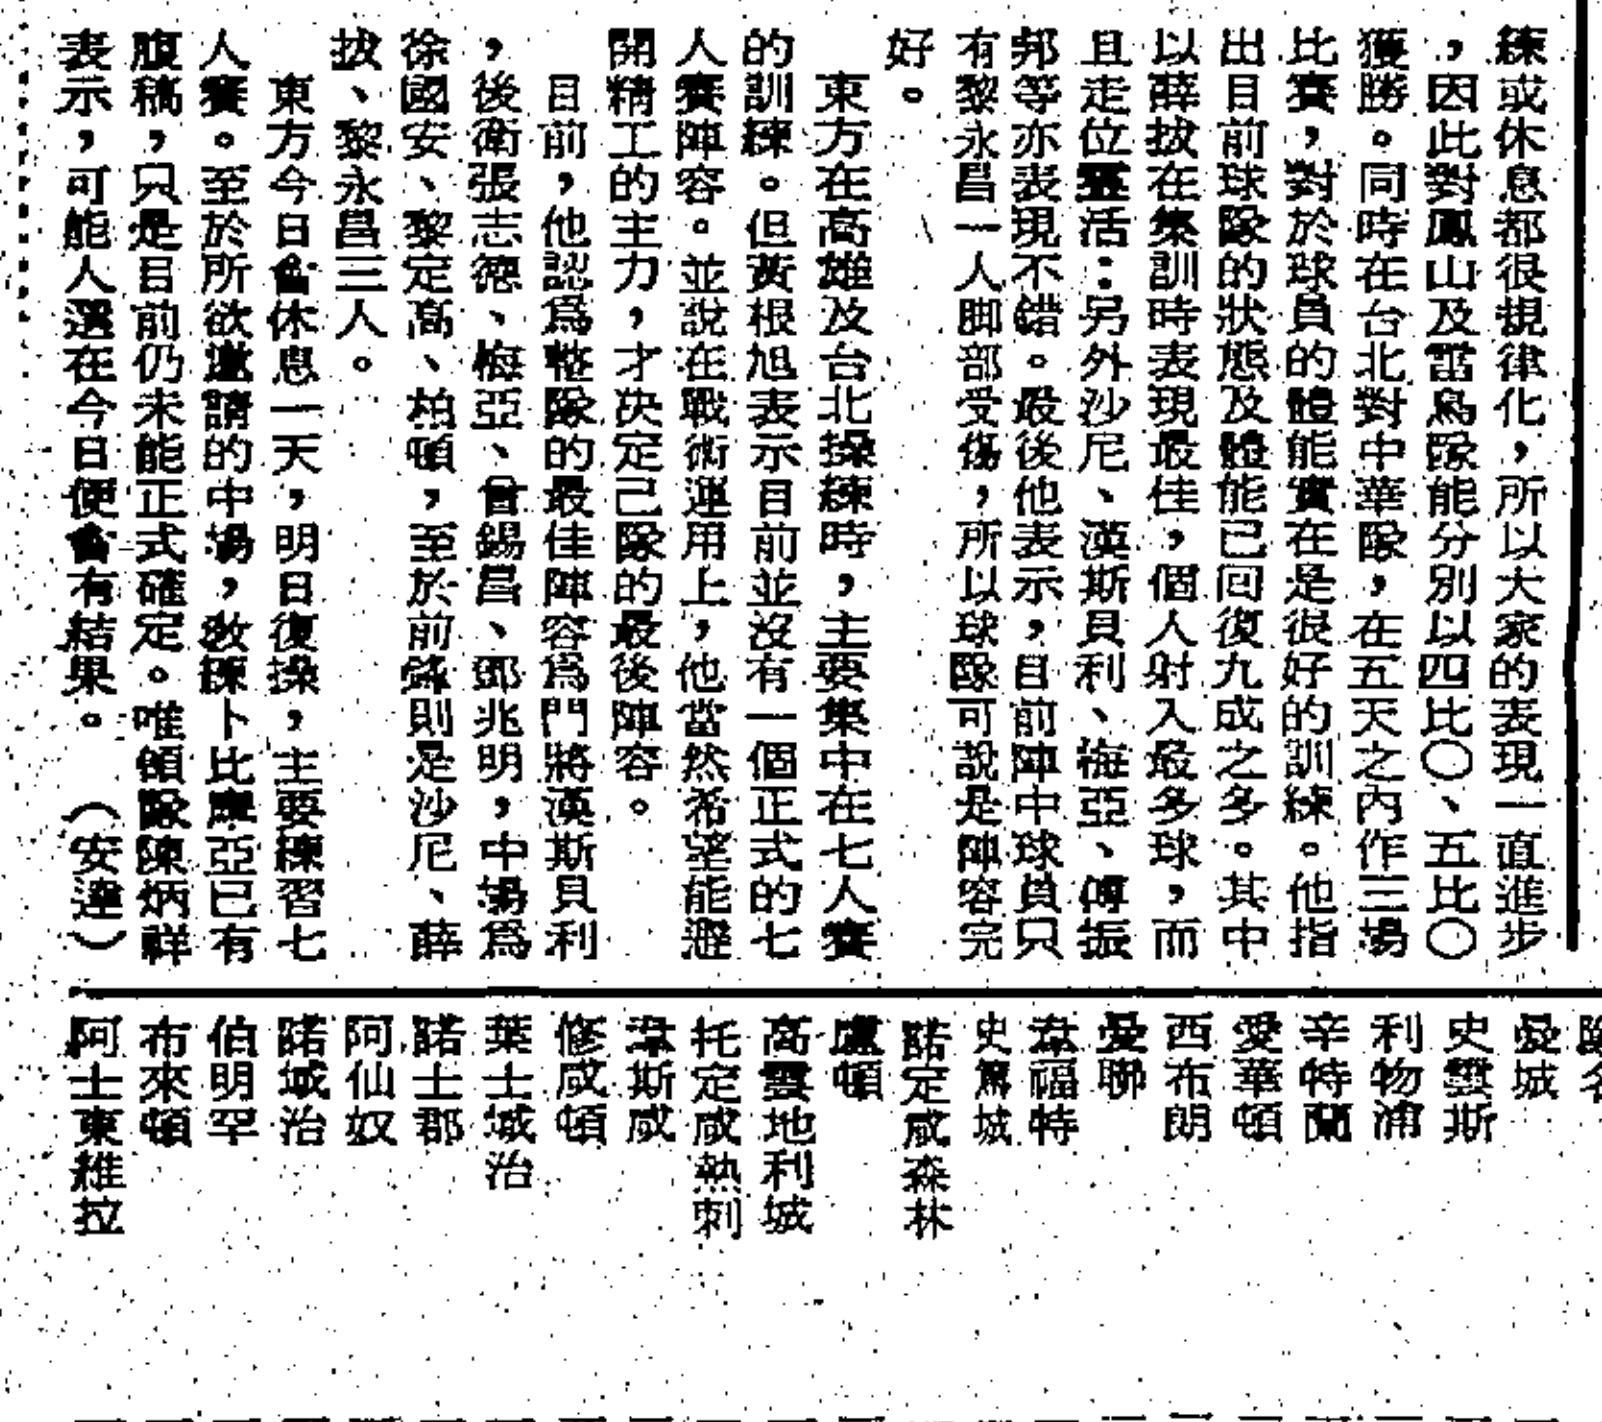 練或休息都很規律化，所以大家的表現一直進步
，因此對鳳山及雷鳥隊能分別以四比〇、五比〇
獲勝。同時在台北對中華隊，在五天之內作三場
比賽，對於球員的體能實在是很好的訓練。他指
出目前球隊的狀態及體能已回復九成之多。其中
以薛拔在集訓時表現最佳，個人射入最多球，而
且走位靈活；另外沙尼、漢斯貝利、梅亞、傅振
邦等亦表現不錯。最後他表示，目前陣中球員只
有黎永昌一人脚部受傷，所以球隊可說是陣容完
好。
東方在高雄及台北操練時，主要集中在七人賽
的訓練。但黃根旭表示目前並沒有一個正式的七
人賽陣容。並說在戰術運用上，他當然希望能避
開精工的主力，才決定己隊的最後陣容。
目前，他認爲整隊的最佳陣容爲門將漢斯貝利
，後衛張志德、梅亞、曾錫昌、鄧兆明，中場爲
徐國安、黎定高、柏頓，至於前鋒則是沙尼、薛
拔、黎永昌三人。
東方今日會休息一天，明日復操，主要練習七
人賽。至於所欲邀請的中場，教練卜比摩亞已有
腹稿，只是目前仍未能正式確定。唯領隊陳炳祥
表示，可能人選在今日便會有結果。（安達）
隊名
曼城
史雲斯
利物浦
辛特蘭
愛華頓
西布朗
曼聯
韋福特
史篤城
諾定咸森林
盧頓
高雲地利城
托定咸熱刺
韋斯咸
修咸頓
葉士域治
諾士郡
阿仙奴
諾域治
伯明罕
布來頓
阿士東維拉